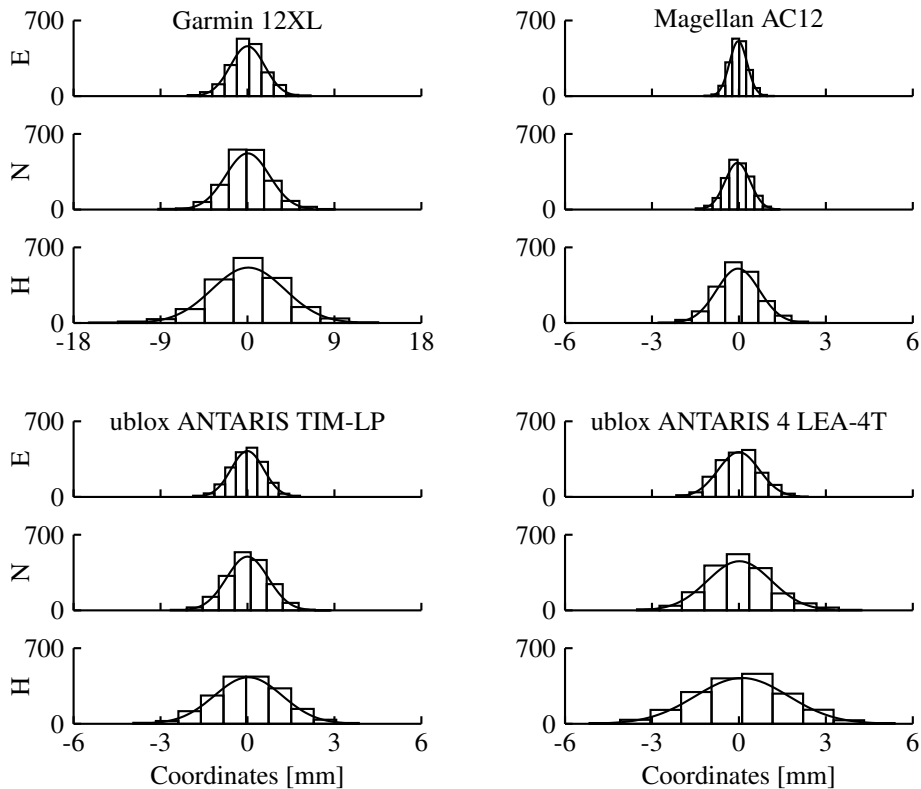 Garmin 12XL
Magellan AC12
700
E
0
700
E
0
700
N
0
700
N
0
700
H
0
-18 -9 0 9 18
700
H
0
-6 -3 0 3 6
ublox ANTARIS TIM-LP
ublox ANTARIS 4 LEA-4T
700
E
0
700
E
0
700
N
0
700
N
0
700
H
0
-6 -3 0 3 6
Coordinates [mm]
700
H
0
-6 -3 0 3 6
Coordinates [mm]